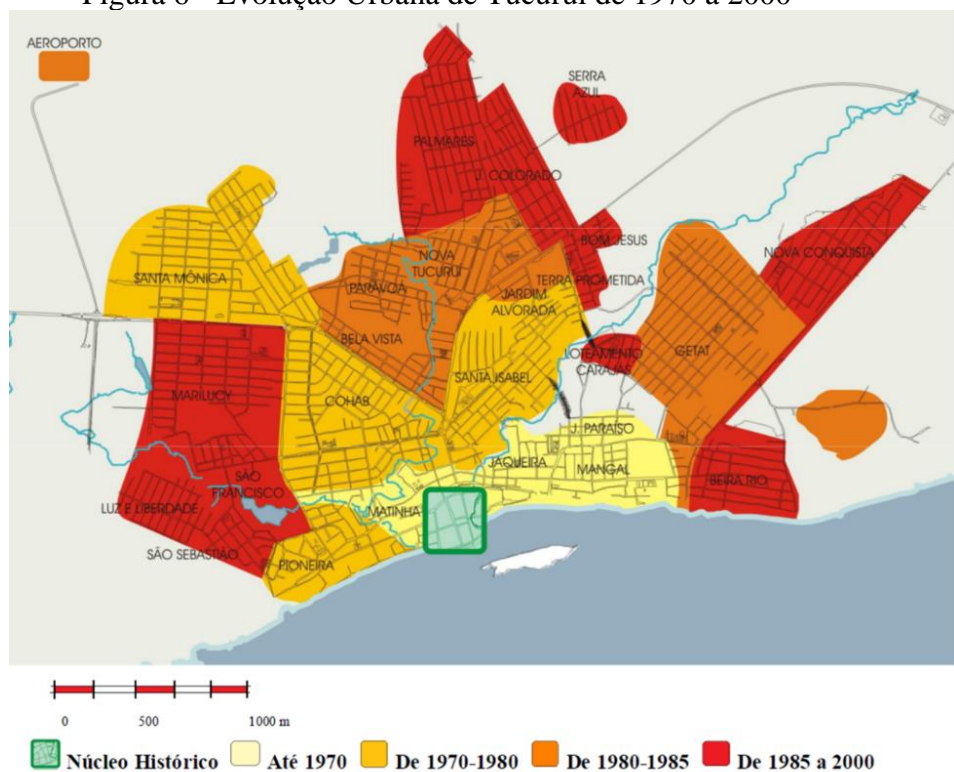 Figura 6 - Evolução Urbana de Tucuruí de 1970 a 2000
AEROPORTO
SERRA
AZUL
PALMARES
J. COLORADO
BOM JESUS
NOVA CONQUISTA
NOVA
TUCURUÍ
SANTA MÔNICA
PARAVOA
TERRA PROMETIDA
JARDIM
ALVORADA
BELA VISTA
GETAT
LOTEAMENTO
CARAJÁS
SANTA ISABEL
MARILUCY
COHAB
J. PARAISO
JAQUEIRA
MANGAL
SÃO
FRANCISCO
BEIRA RIO
LUZ E LIBERDADE
MATINHA
SÃO SEBASTIÃO
PIONEIRA
0 500 1000 m
Núcleo Histórico Até 1970 De 1970-1980 De 1980-1985 De 1985 a 2000